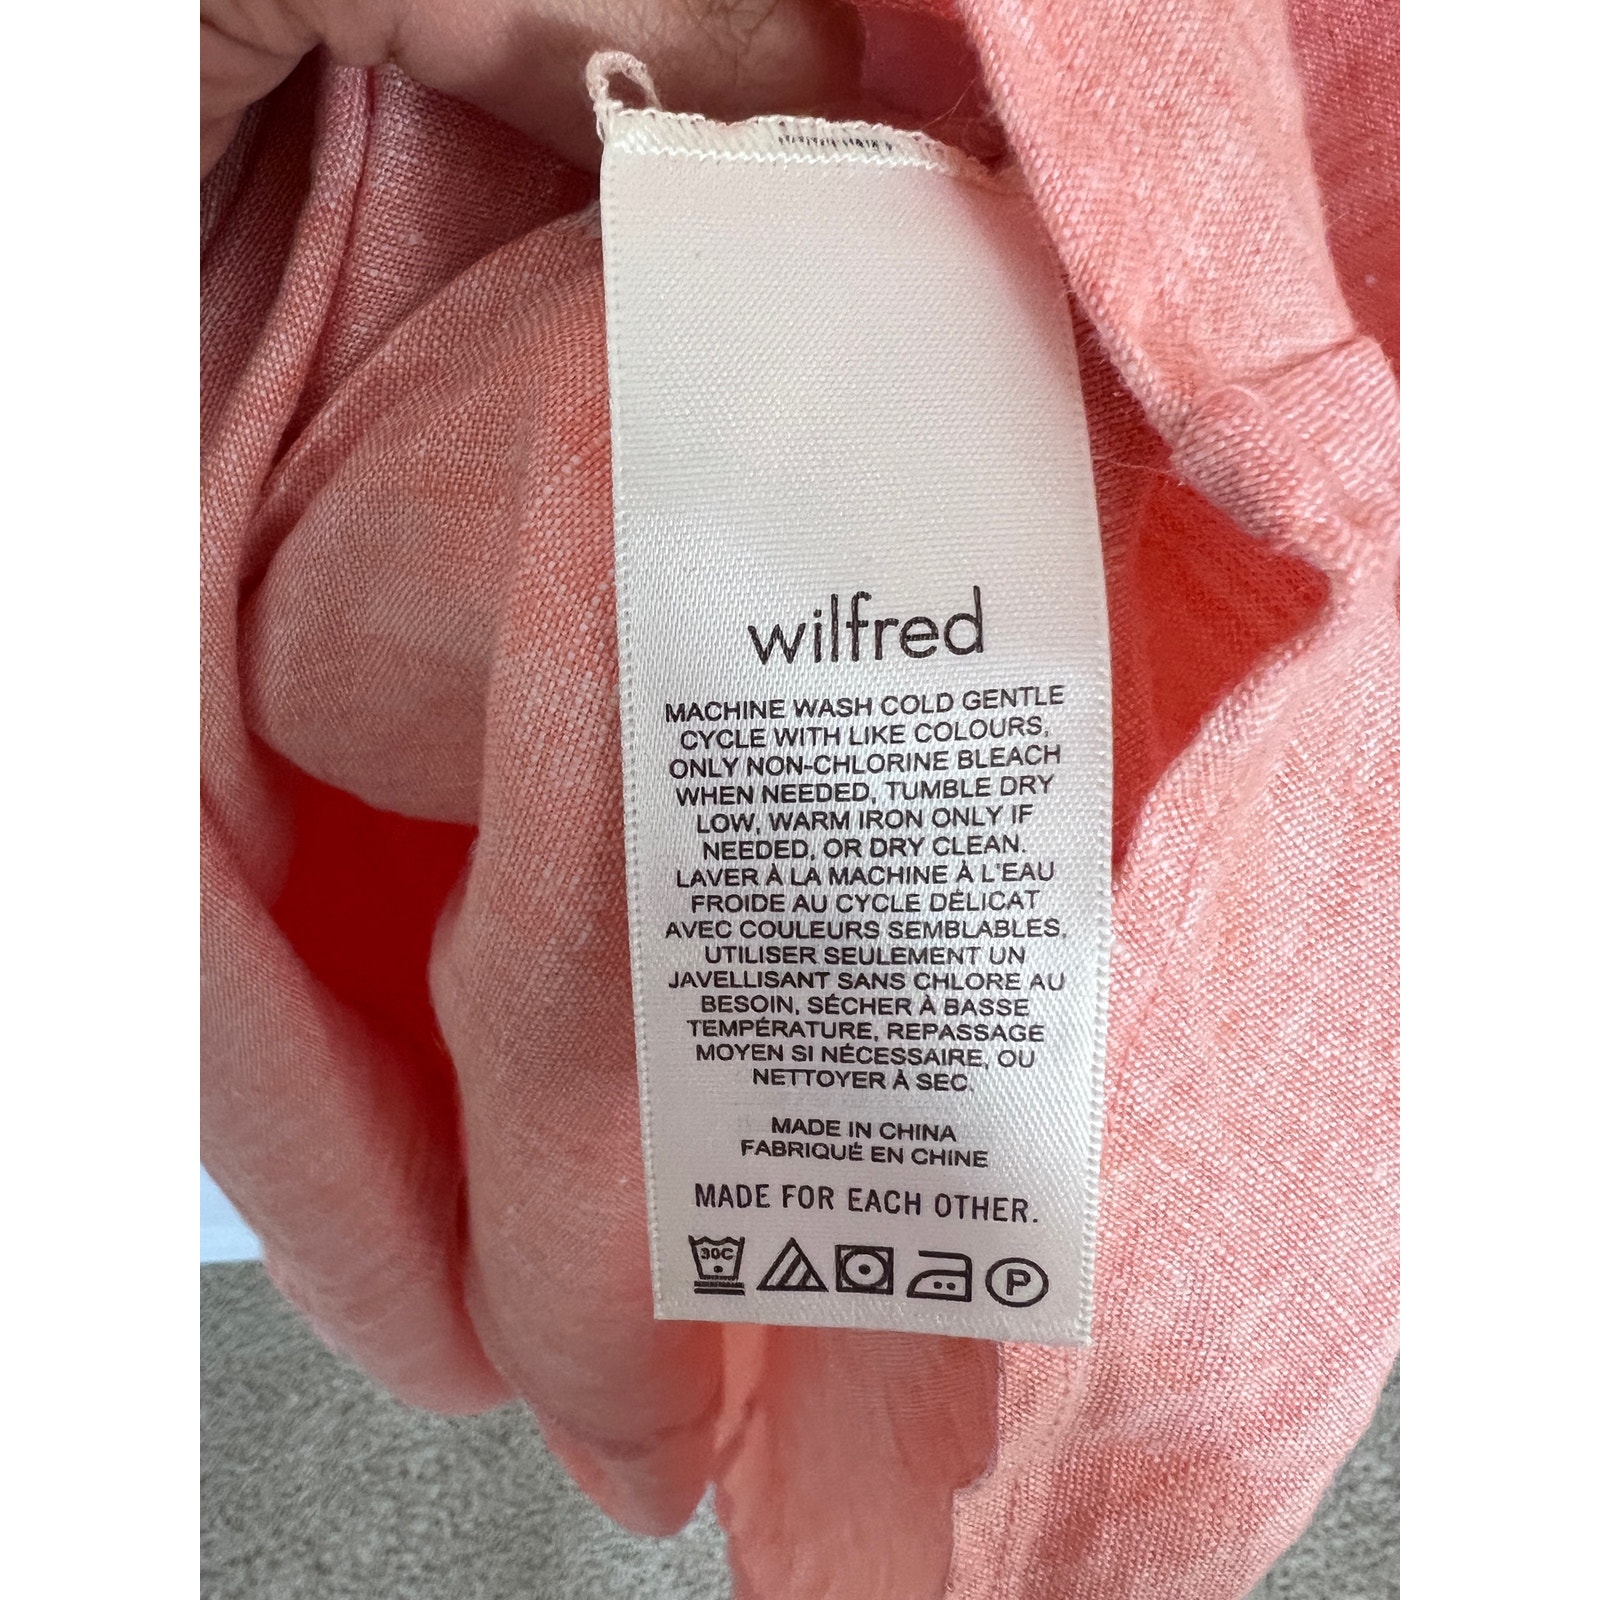 wilfred
MACHINE WASH COLD GENTLE
CYCLE WITH LIKE COLOURS,
ONLY NON-CHLORINE BLEACH
WHEN NEEDED, TUMBLE DRY
LOW, WARM IRON ONLY IF
NEEDED, OR DRY CLEAN.
LAVER À LA MACHINE À L'EAU
FROIDE AU CYCLE DÉLICAT
AVEC COULEURS SEMBLABLES,
UTILISER SEULEMENT UN
JAVELLISANT SANS CHLORE AU
BESOIN, SÉCHER À BASSE
TEMPÉRATURE, REPASSAGE
MOYEN SI NÉCESSAIRE, OU
NETTOYER À SEC.
MADE IN CHINA
FABRIQUÉ EN CHINE
MADE FOR EACH OTHER.
30C P